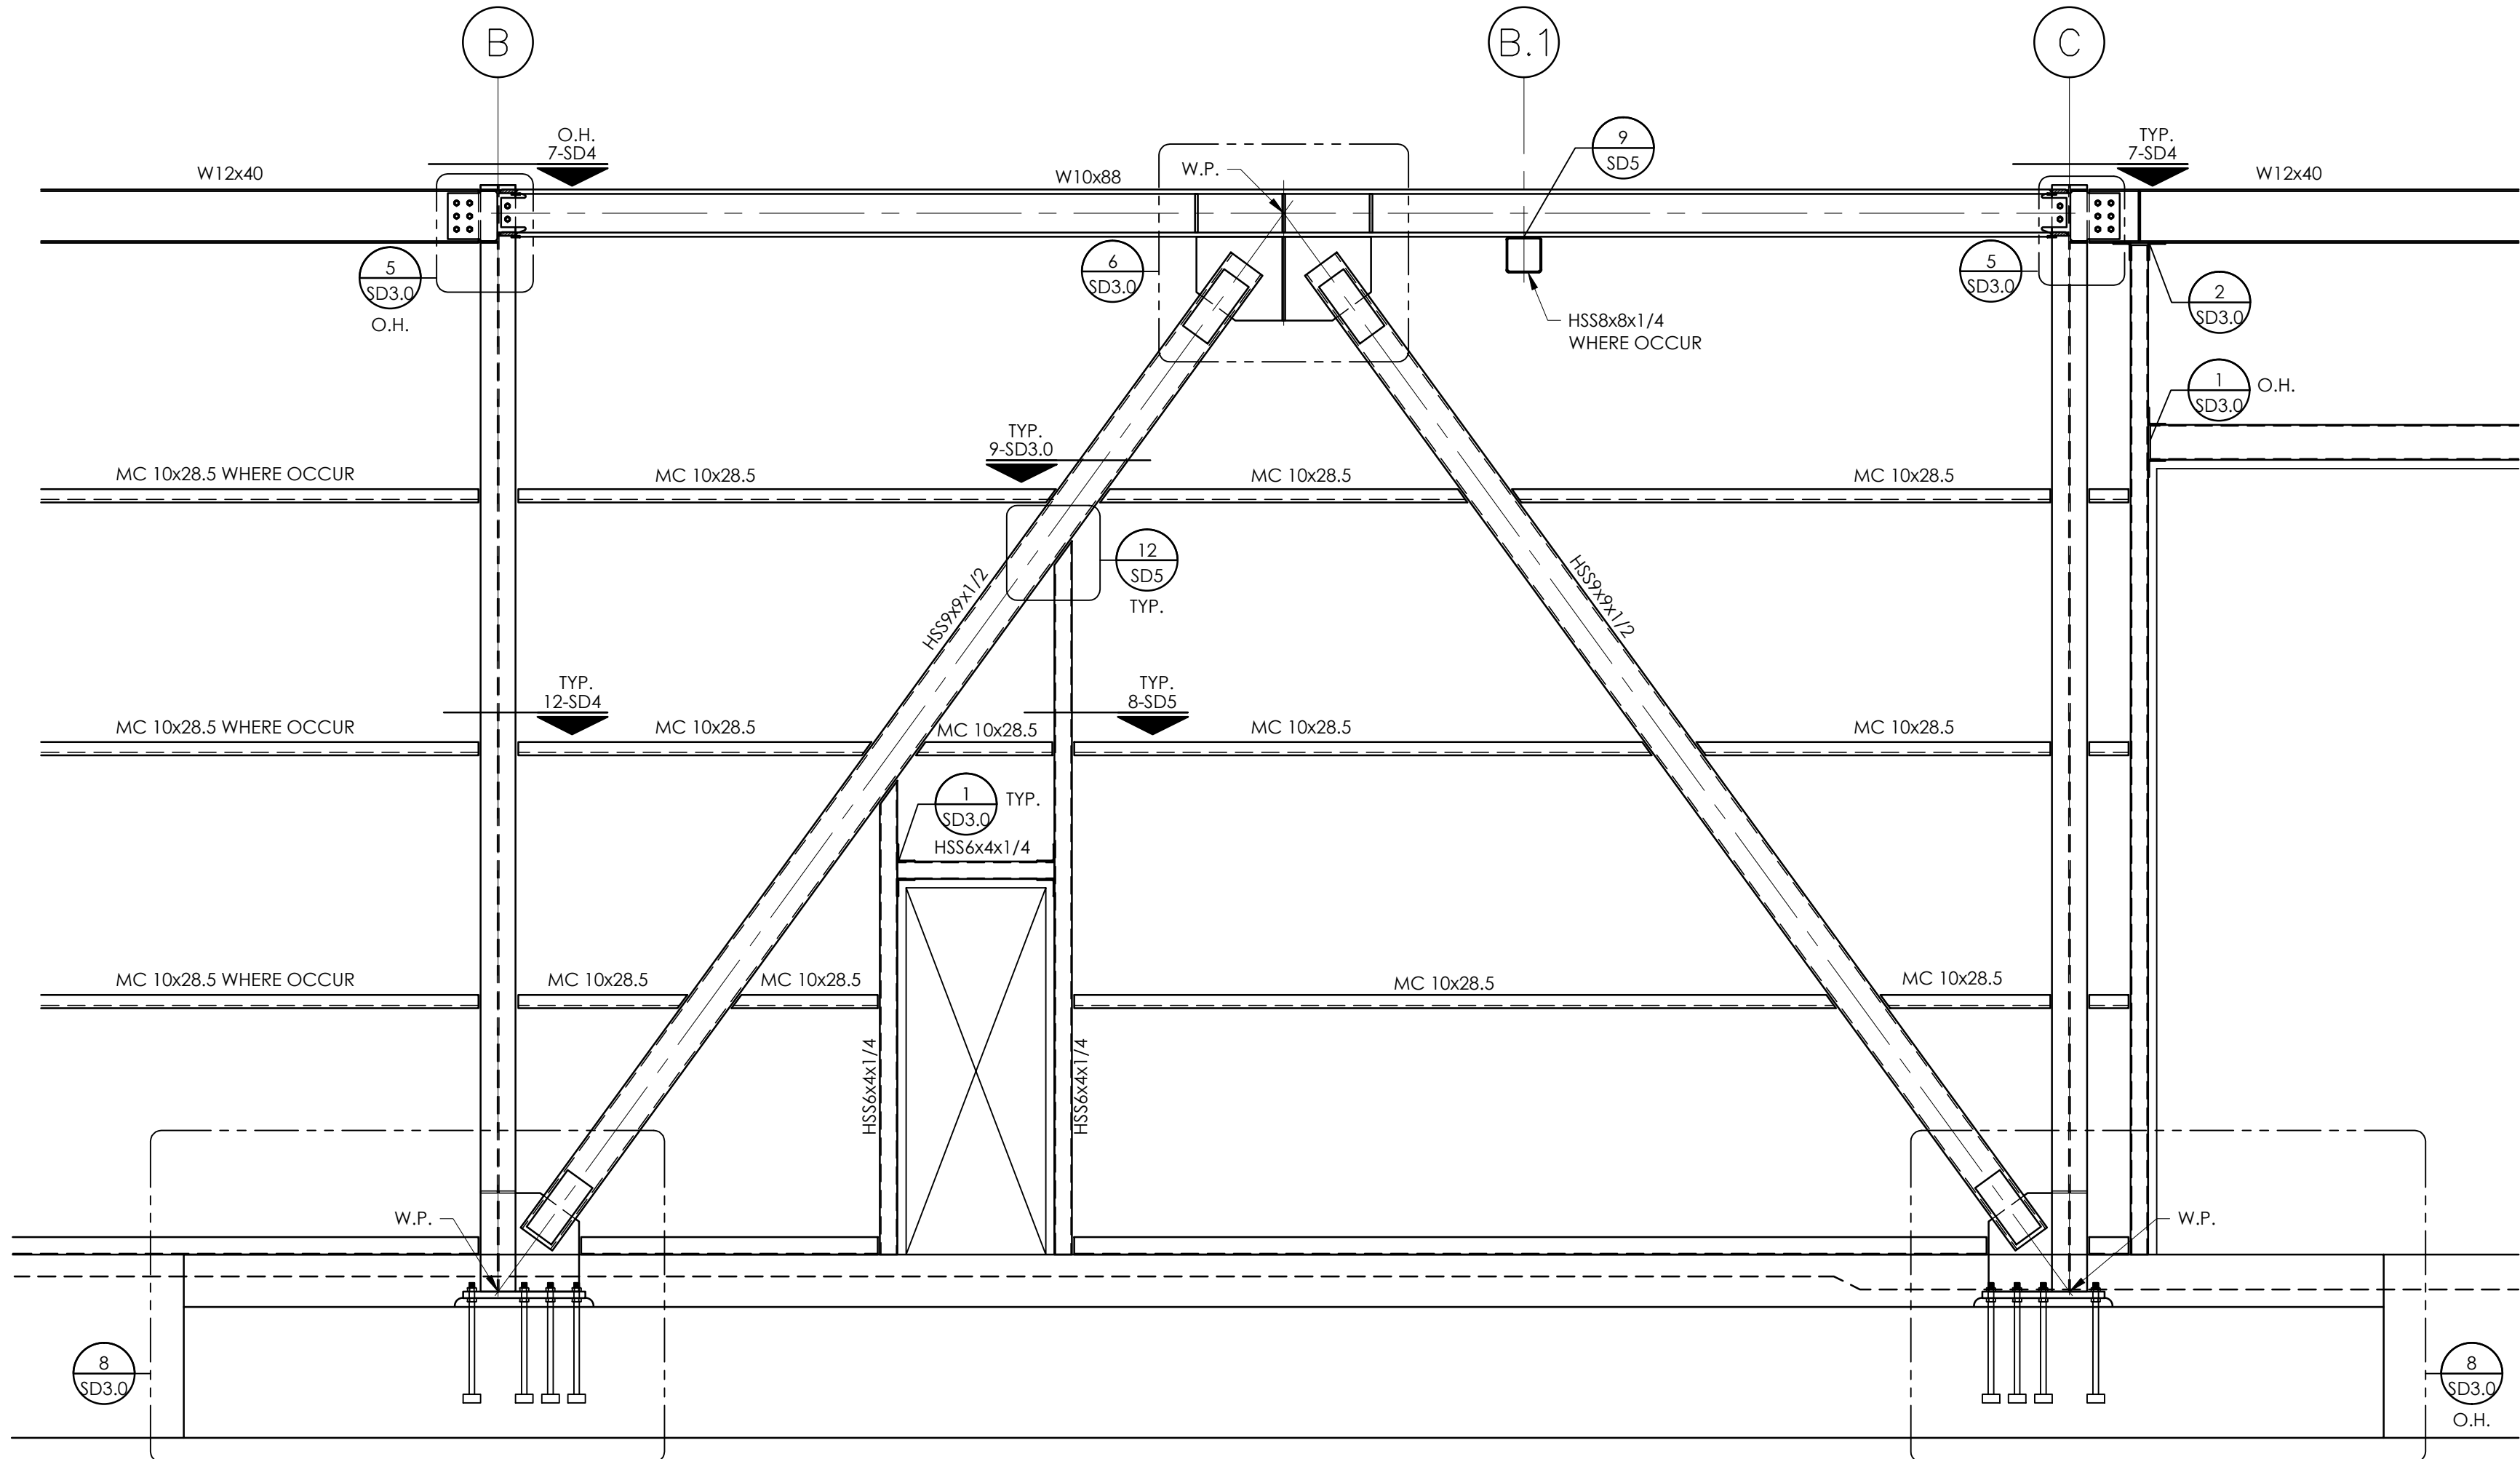 B
B.1
C
O.H.
7-SD4
9
SD5
TYP.
7-SD4
W12x40
W10x88
W.P.
W12x40
5
SD3.0
O.H.
6
SD3.0
5
SD3.0
2
SD3.0
HSS8x8x1/4
WHERE OCCUR
1
SD3.0
O.H.
TYP.
9-SD3.0
MC 10x28.5 WHERE OCCUR
MC 10x28.5
MC 10x28.5
MC 10x28.5
12
SD5
TYP.
HSS9x9x1/2
HSS9x9x1/2
TYP.
12-SD4
TYP.
8-SD5
MC 10x28.5 WHERE OCCUR
MC 10x28.5
MC 10x28.5
MC 10x28.5
MC 10x28.5
1
SD3.0
TYP.
HSS6x4x1/4
MC 10x28.5 WHERE OCCUR
MC 10x28.5
MC 10x28.5
MC 10x28.5
MC 10x28.5
HSS6x4x1/4
HSS6x4x1/4
W.P.
W.P.
8
SD3.0
8
SD3.0
O.H.